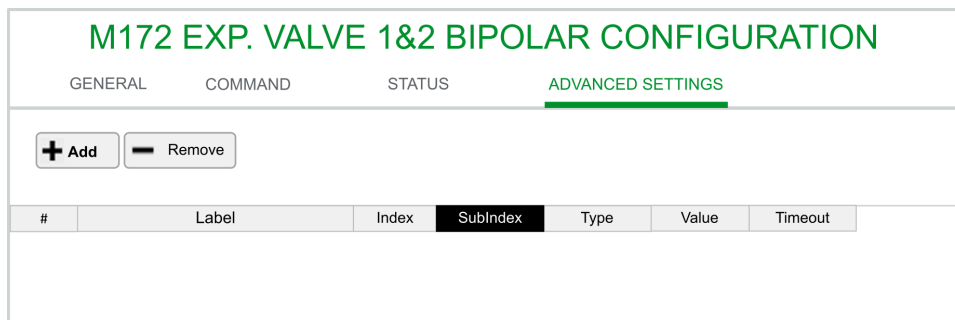 M172 EXP. VALVE 1&2 BIPOLAR CONFIGURATION
GENERAL COMMAND STATUS ADVANCED SETTINGS
Add Remove
# Label Index SubIndex Type Value Timeout